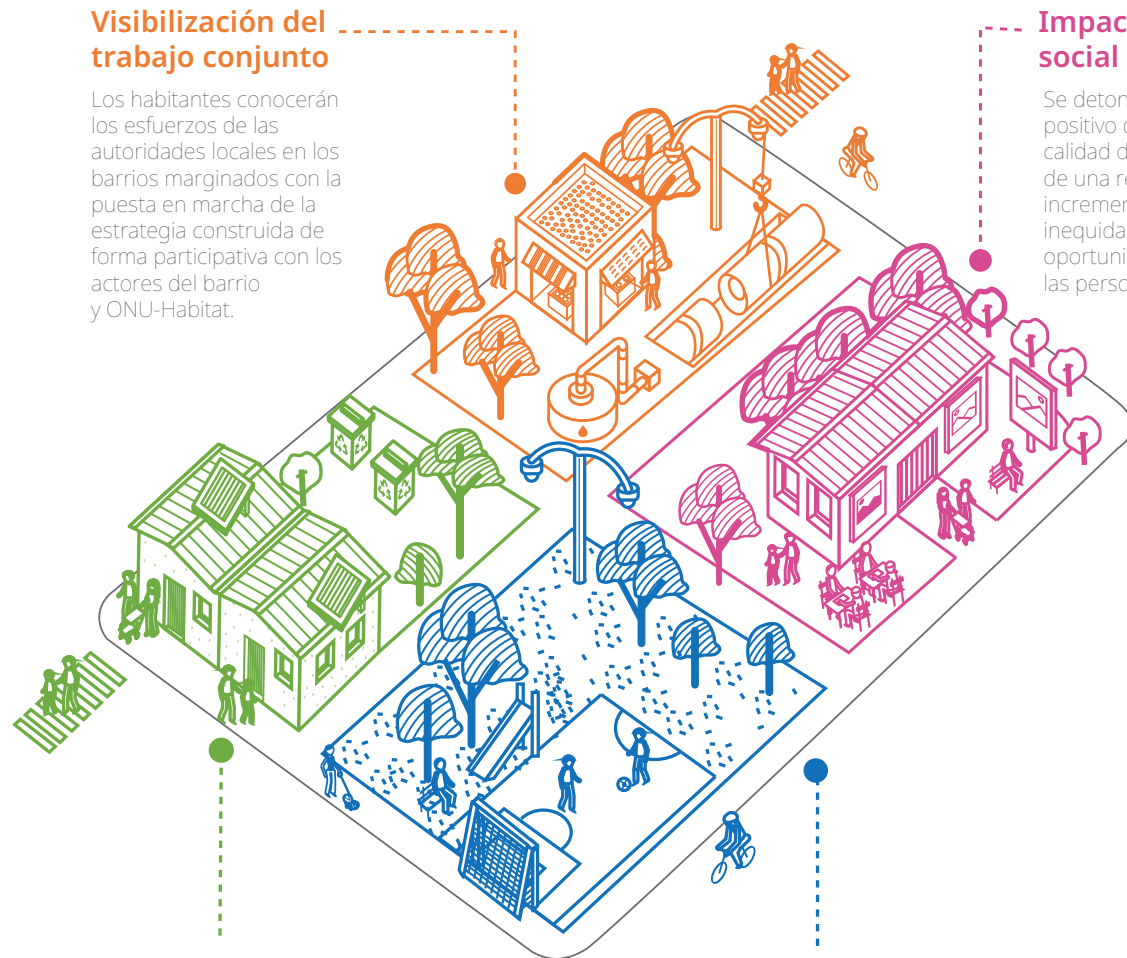 Visibilización del
trabajo conjunto
Los habitantes conocerán
los esfuerzos de las
autoridades locales en los
barrios marginados con la
puesta en marcha de la
estrategia construida de
forma participativa con los
actores del barrio
y ONU-Habitat.
Impac
social
Se deton
positivo
calidad d
de una re
incremen
inequida
oportuni
las perso